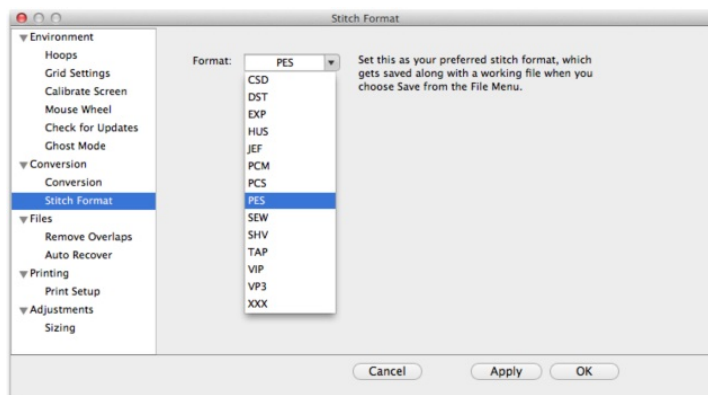 Stitch Format
Environment
Hoops
Grid Settings
Calibrate Screen
Mouse Wheel
Check for Updates
Ghost Mode
Conversion
Conversion
Stitch Format
Files
Remove Overlaps
Auto Recover
Printing
Print Setup
Adjustments
Sizing
Format:
PES
CSD
DST
EXP
HUS
JEF
PCM
PCS
PES
SEW
SHV
TAP
VIP
VP3
XXX
Set this as your preferred stitch format, which
gets saved along with a working file when you
choose Save from the File Menu.
Cancel
Apply
OK